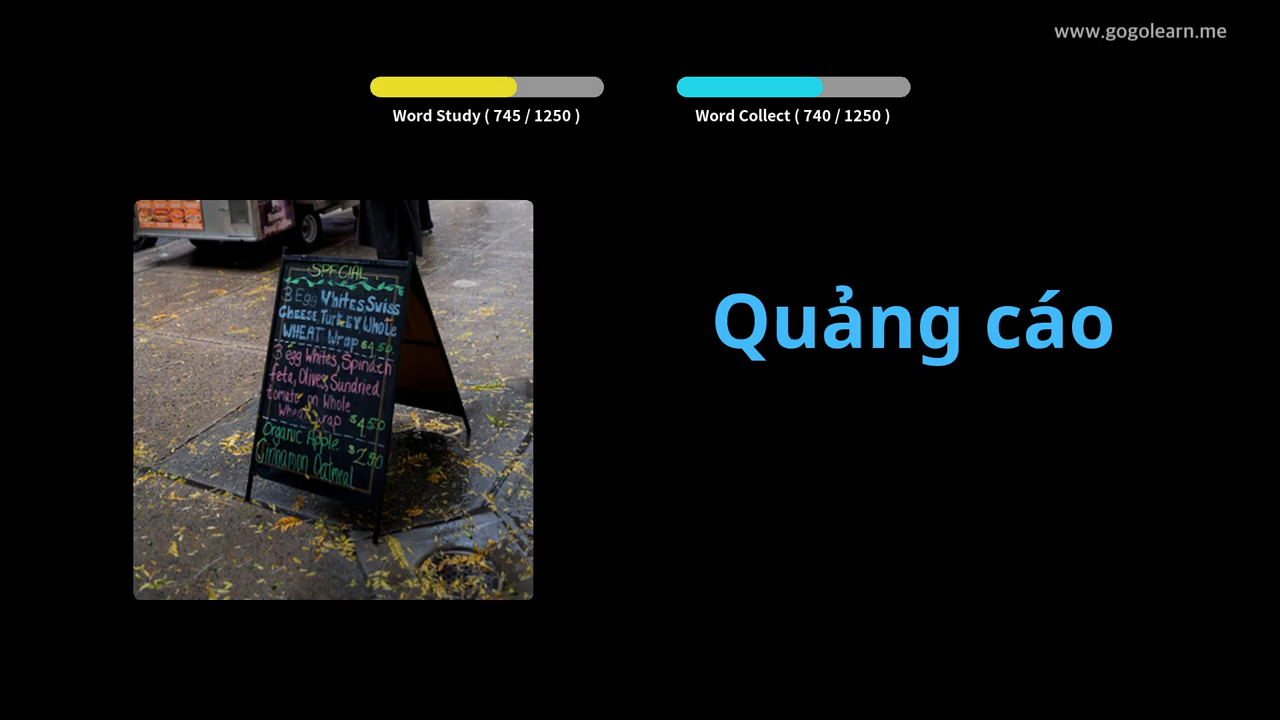 www.gogolearn.me
Word Study ( 745 / 1250 )
Word Collect ( 740 / 1250 )
SPECIAL
3 Egg Whites, Swiss
Cheese, TurkEY Whole
WHEAT Wrap $4.50
3 egg Whites, Spinach
feta, Olives, Sundried
tomato on Whole
Wheat Wrap $4.50
Organic Apple
Cinnamon Oatmeal $2.50
Quảng cáo